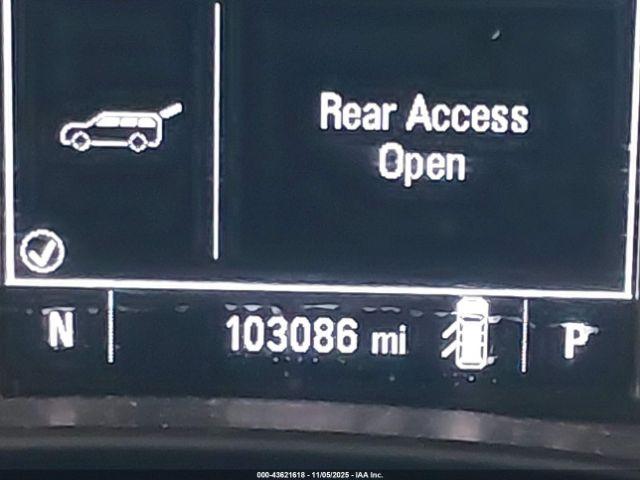 Rear Access
Open
N
103086 mi
P
000-43621618 - 11/05/2025 - IAA Inc.